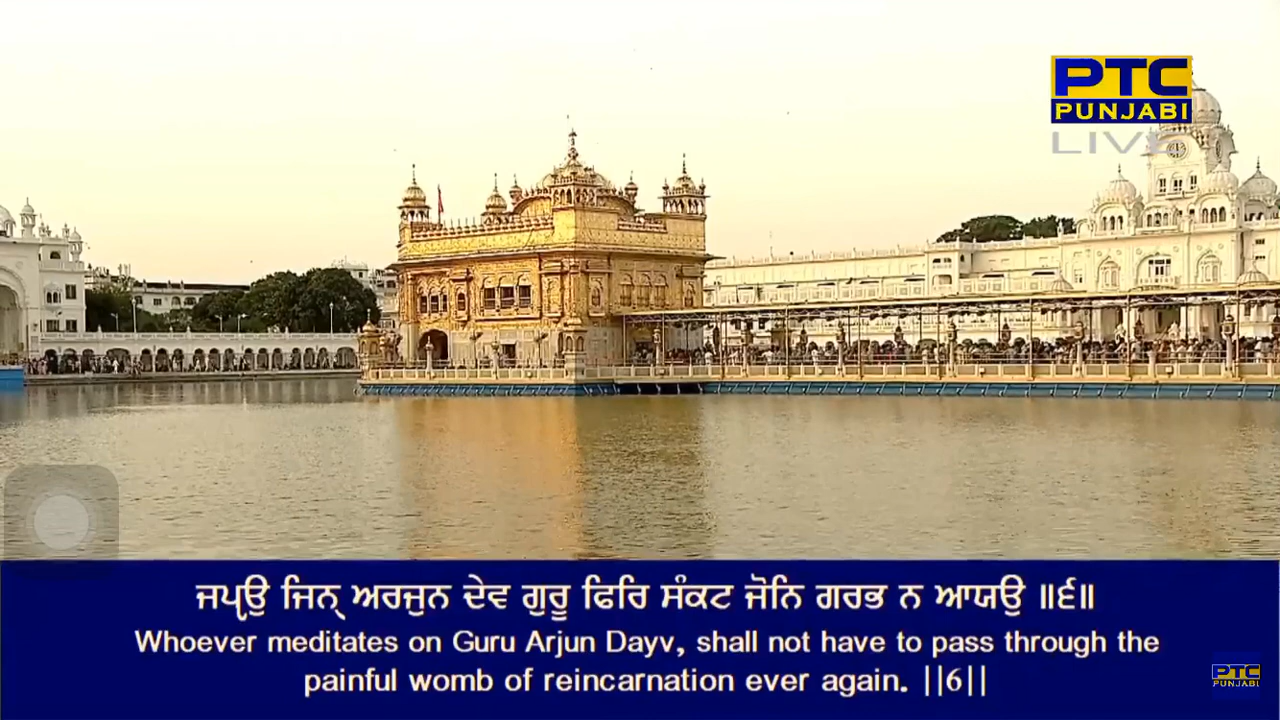 PTC
PUNJABI
LIVE
ਜਪੵਉ ਜਿਨੑ ਅਰਜੁਨ ਦੇਵ ਗੁਰੂ ਫਿਰਿ ਸੰਕਟ ਜੋਨਿ ਗਰਭ ਨ ਆਯਉ ॥੬॥
Whoever meditates on Guru Arjun Dayv, shall not have to pass through the
painful womb of reincarnation ever again. ||6||
PTC
PUNJABI